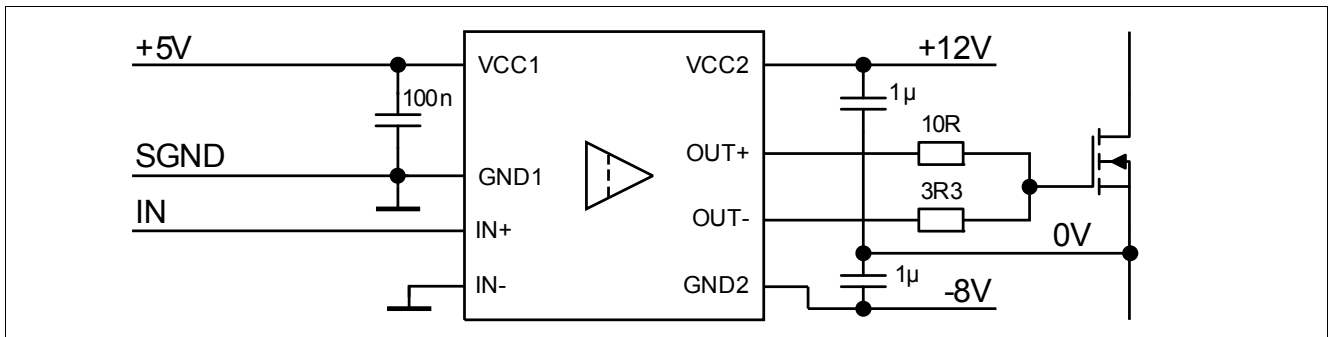 +5V
VCC1
VCC2
+12V
100n
1µ
SGND
OUT+
10R
GND1
IN
OUT-
3R3
IN+
0V
IN-
GND2
1µ
-8V